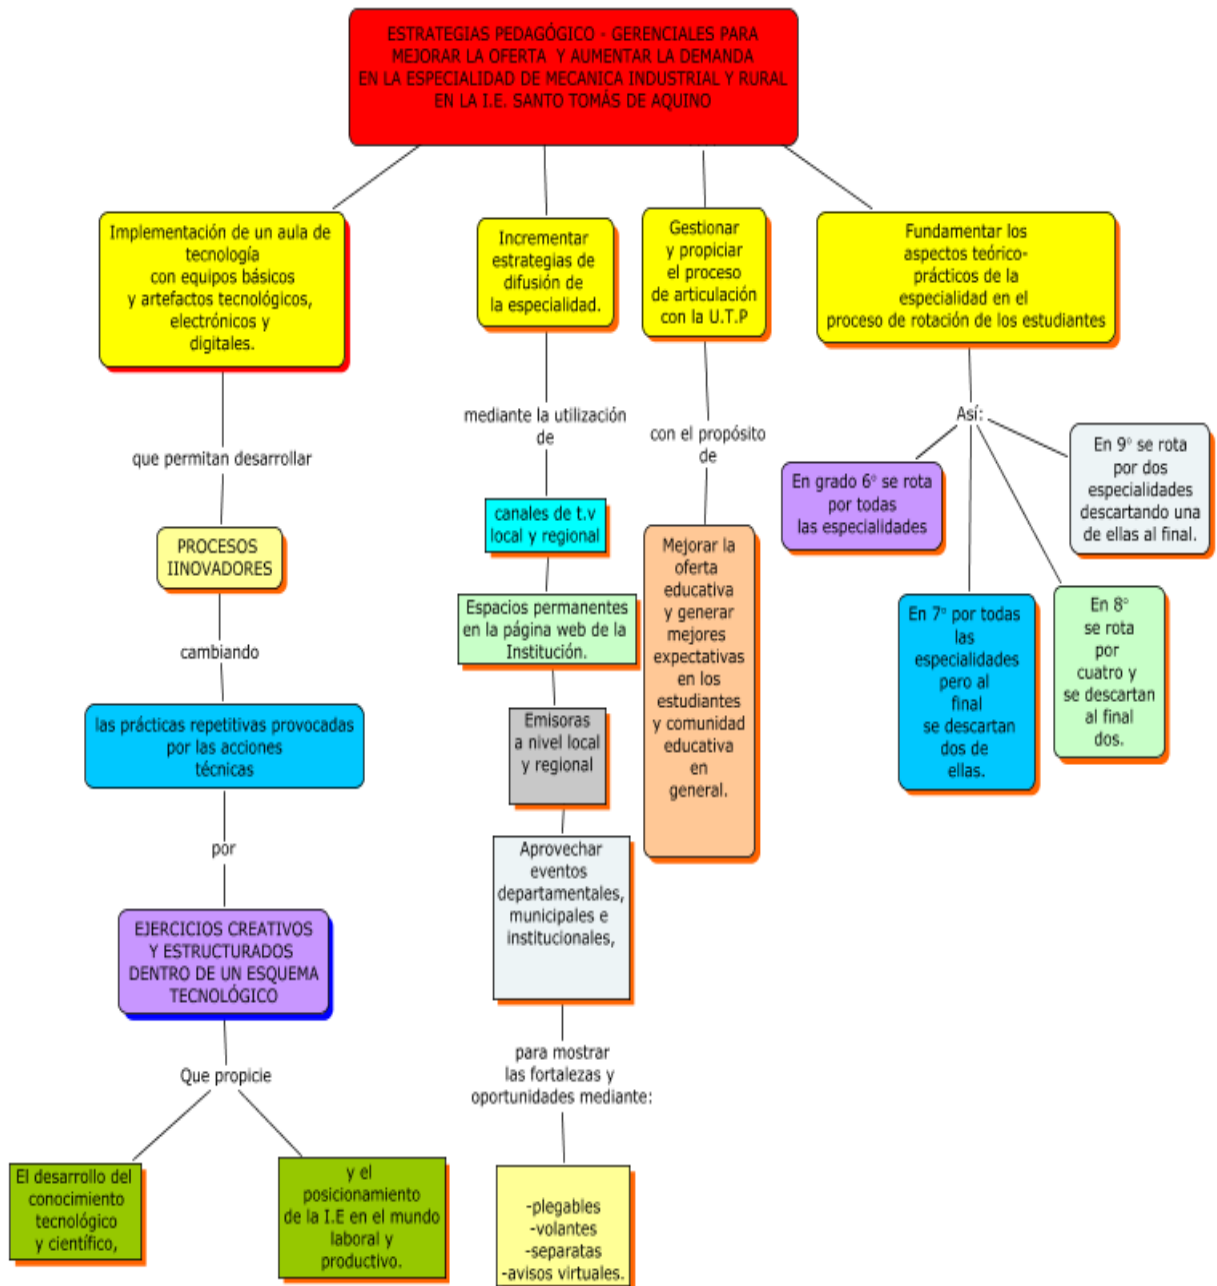 ESTRATEGIAS PEDAGÓGICO - GERENCIALES PARA
MEJORAR LA OFERTA Y AUMENTAR LA DEMANDA
EN LA ESPECIALIDAD DE MECANICA INDUSTRIAL Y RURAL
EN LA I.E. SANTO TOMÁS DE AQUINO
Implementación de un aula de
tecnología
con equipos básicos
y artefactos tecnológicos,
electrónicos y
digitales.
que permitan desarrollar
PROCESOS
IINOVADORES
cambiando
las prácticas repetitivas provocadas
por las acciones
técnicas
por
EJERCICIOS CREATIVOS
Y ESTRUCTURADOS
DENTRO DE UN ESQUEMA
TECNOLÓGICO
Que propicie
El desarrollo del
conocimiento
tecnológico
y científico,
y el
posicionamiento
de la I.E en el mundo
laboral y
productivo.
Incrementar
estrategias de
difusión de
la especialidad.
mediante la utilización
de
canales de t.v
local y regional
Espacios permanentes
en la página web de la
Institución.
Emisoras
a nivel local
y regional
Aprovechar
eventos
departamentales,
municipales e
institucionales,
para mostrar
las fortalezas y
oportunidades mediante:
-plegables
-volantes
-separatas
-avisos virtuales.
Gestionar
y propiciar
el proceso
de articulación
con la U.T.P
con el propósito
de
Mejorar la
oferta
educativa
y generar
mejores
expectativas
en los
estudiantes
y comunidad
educativa
en
general.
Fundamentar los
aspectos teórico-
prácticos de la
especialidad en el
proceso de rotación de los estudiantes
Así:
En grado 6° se rota
por todas
las especialidades
En 7° por todas
las
especialidades
pero al
final
se descartan
dos de
ellas.
En 8°
se rota
por
cuatro y
se descartan
al final
dos.
En 9° se rota
por dos
especialidades
descartando una
de ellas al final.